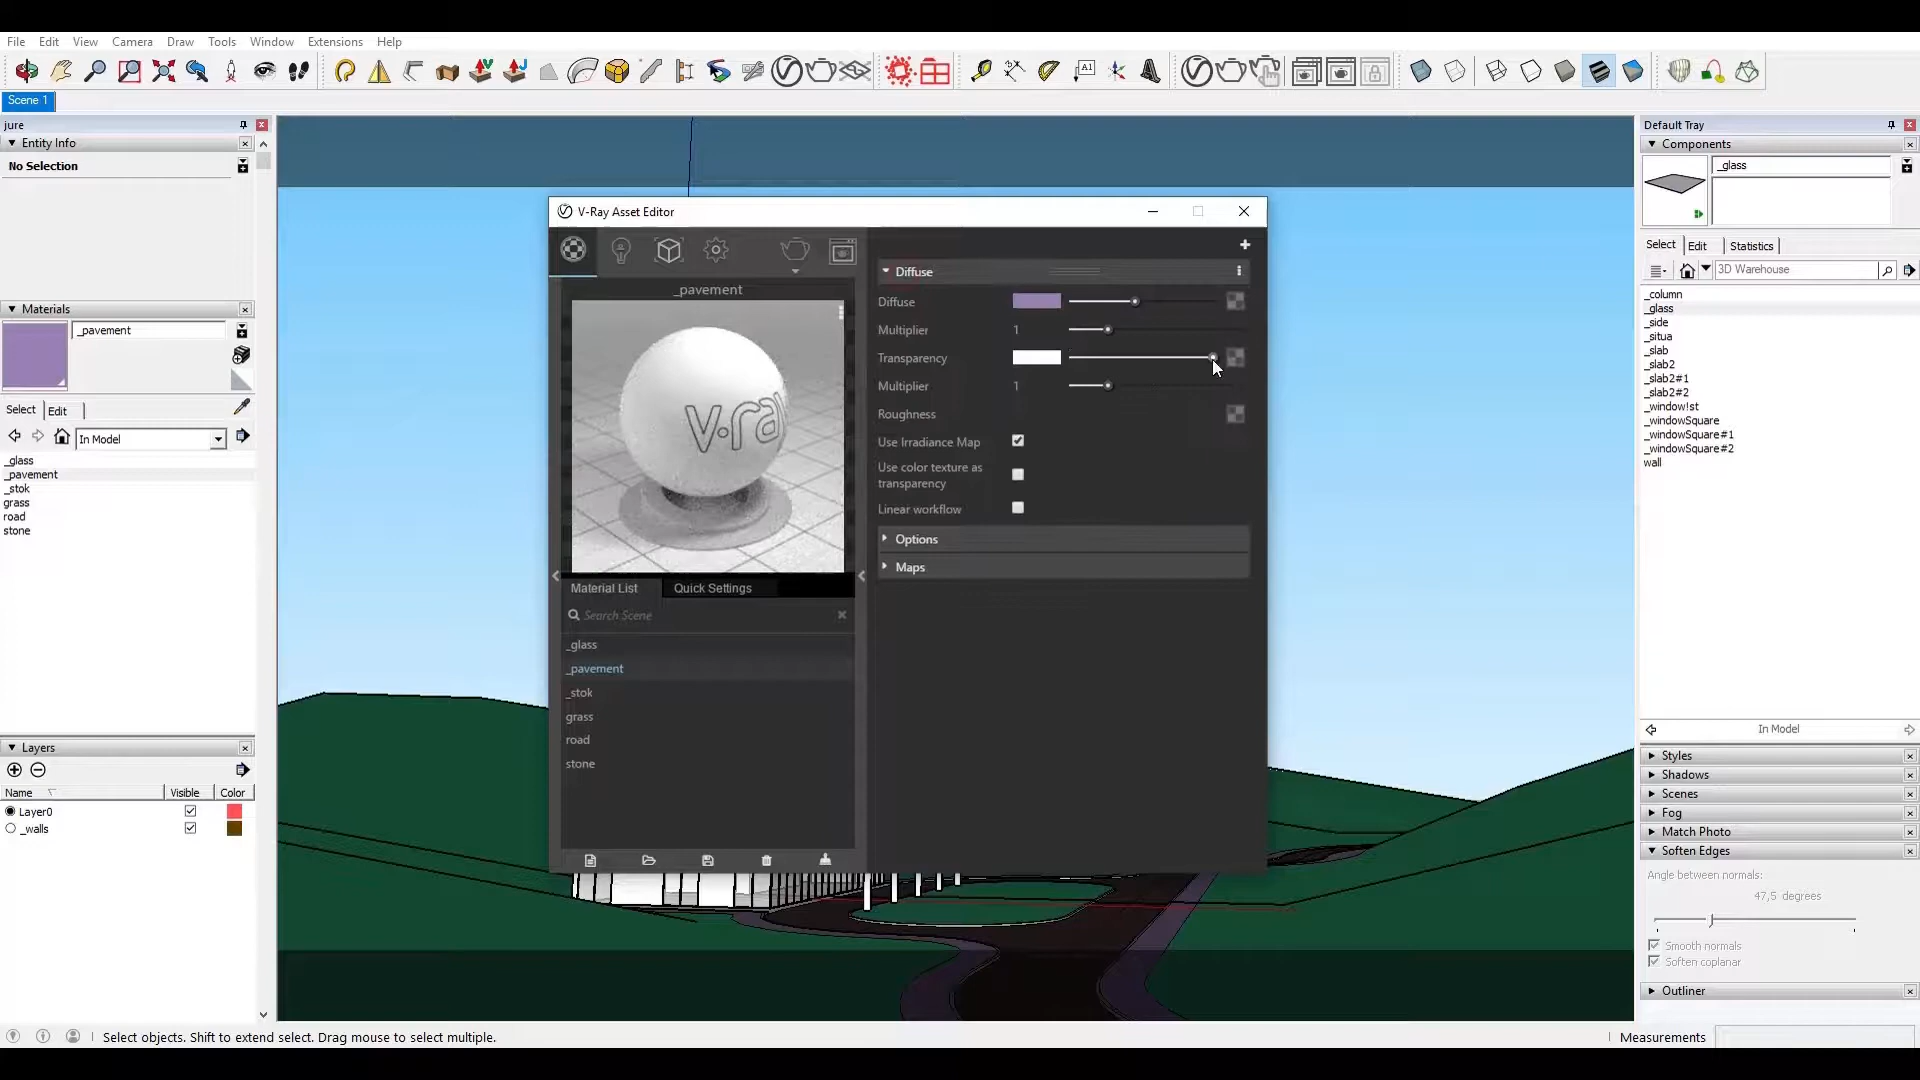 File Edit View Camera Draw Tools Window Extensions Help
A1
Scene 1
jure
Entity Info
No Selection
Materials
_pavement
Select Edit
In Model
_glass
_pavement
_stok
grass
road
stone
Layers
Name Visible Color
Layer0
_walls
V-Ray Asset Editor
_pavement
v·ra
Material List Quick Settings
Search Scene
_glass
_pavement
_stok
grass
road
stone
Diffuse
Diffuse
Multiplier 1
Transparency
Multiplier 1
Roughness
Use Irradiance Map
Use color texture as
transparency
Linear workflow
Options
Maps
Default Tray
Components
_glass
Select Edit Statistics
3D Warehouse
_column
_glass
_side
_situa
_slab
_slab2
_slab2#1
_slab2#2
_window!st
_windowSquare
_windowSquare#1
_windowSquare#2
wall
In Model
Styles
Shadows
Scenes
Fog
Match Photo
Soften Edges
Angle between normals:
47,5 degrees
Smooth normals
Soften coplanar
Outliner
Select objects. Shift to extend select. Drag mouse to select multiple.
Measurements